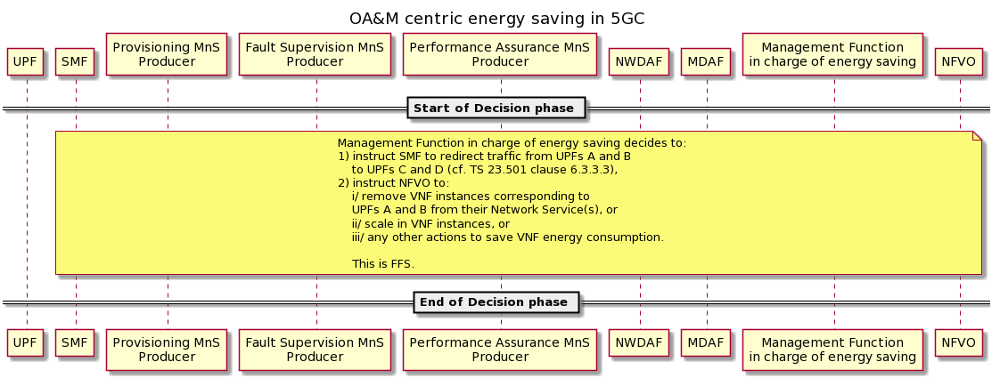 OA&M centric energy saving in 5GC
UPF
SMF
Provisioning MnS
Producer
Fault Supervision MnS
Producer
Performance Assurance MnS
Producer
NWDAF
MDAF
Management Function
in charge of energy saving
NFVO
Start of Decision phase
Management Function in charge of energy saving decides to:
1) instruct SMF to redirect traffic from UPFs A and B
to UPFs C and D (cf. TS 23.501 clause 6.3.3.3),
2) instruct NFVO to:
i/ remove VNF instances corresponding to
UPFs A and B from their Network Service(s), or
ii/ scale in VNF instances, or
iii/ any other actions to save VNF energy consumption.
This is FFS.
End of Decision phase
UPF
SMF
Provisioning MnS
Producer
Fault Supervision MnS
Producer
Performance Assurance MnS
Producer
NWDAF
MDAF
Management Function
in charge of energy saving
NFVO